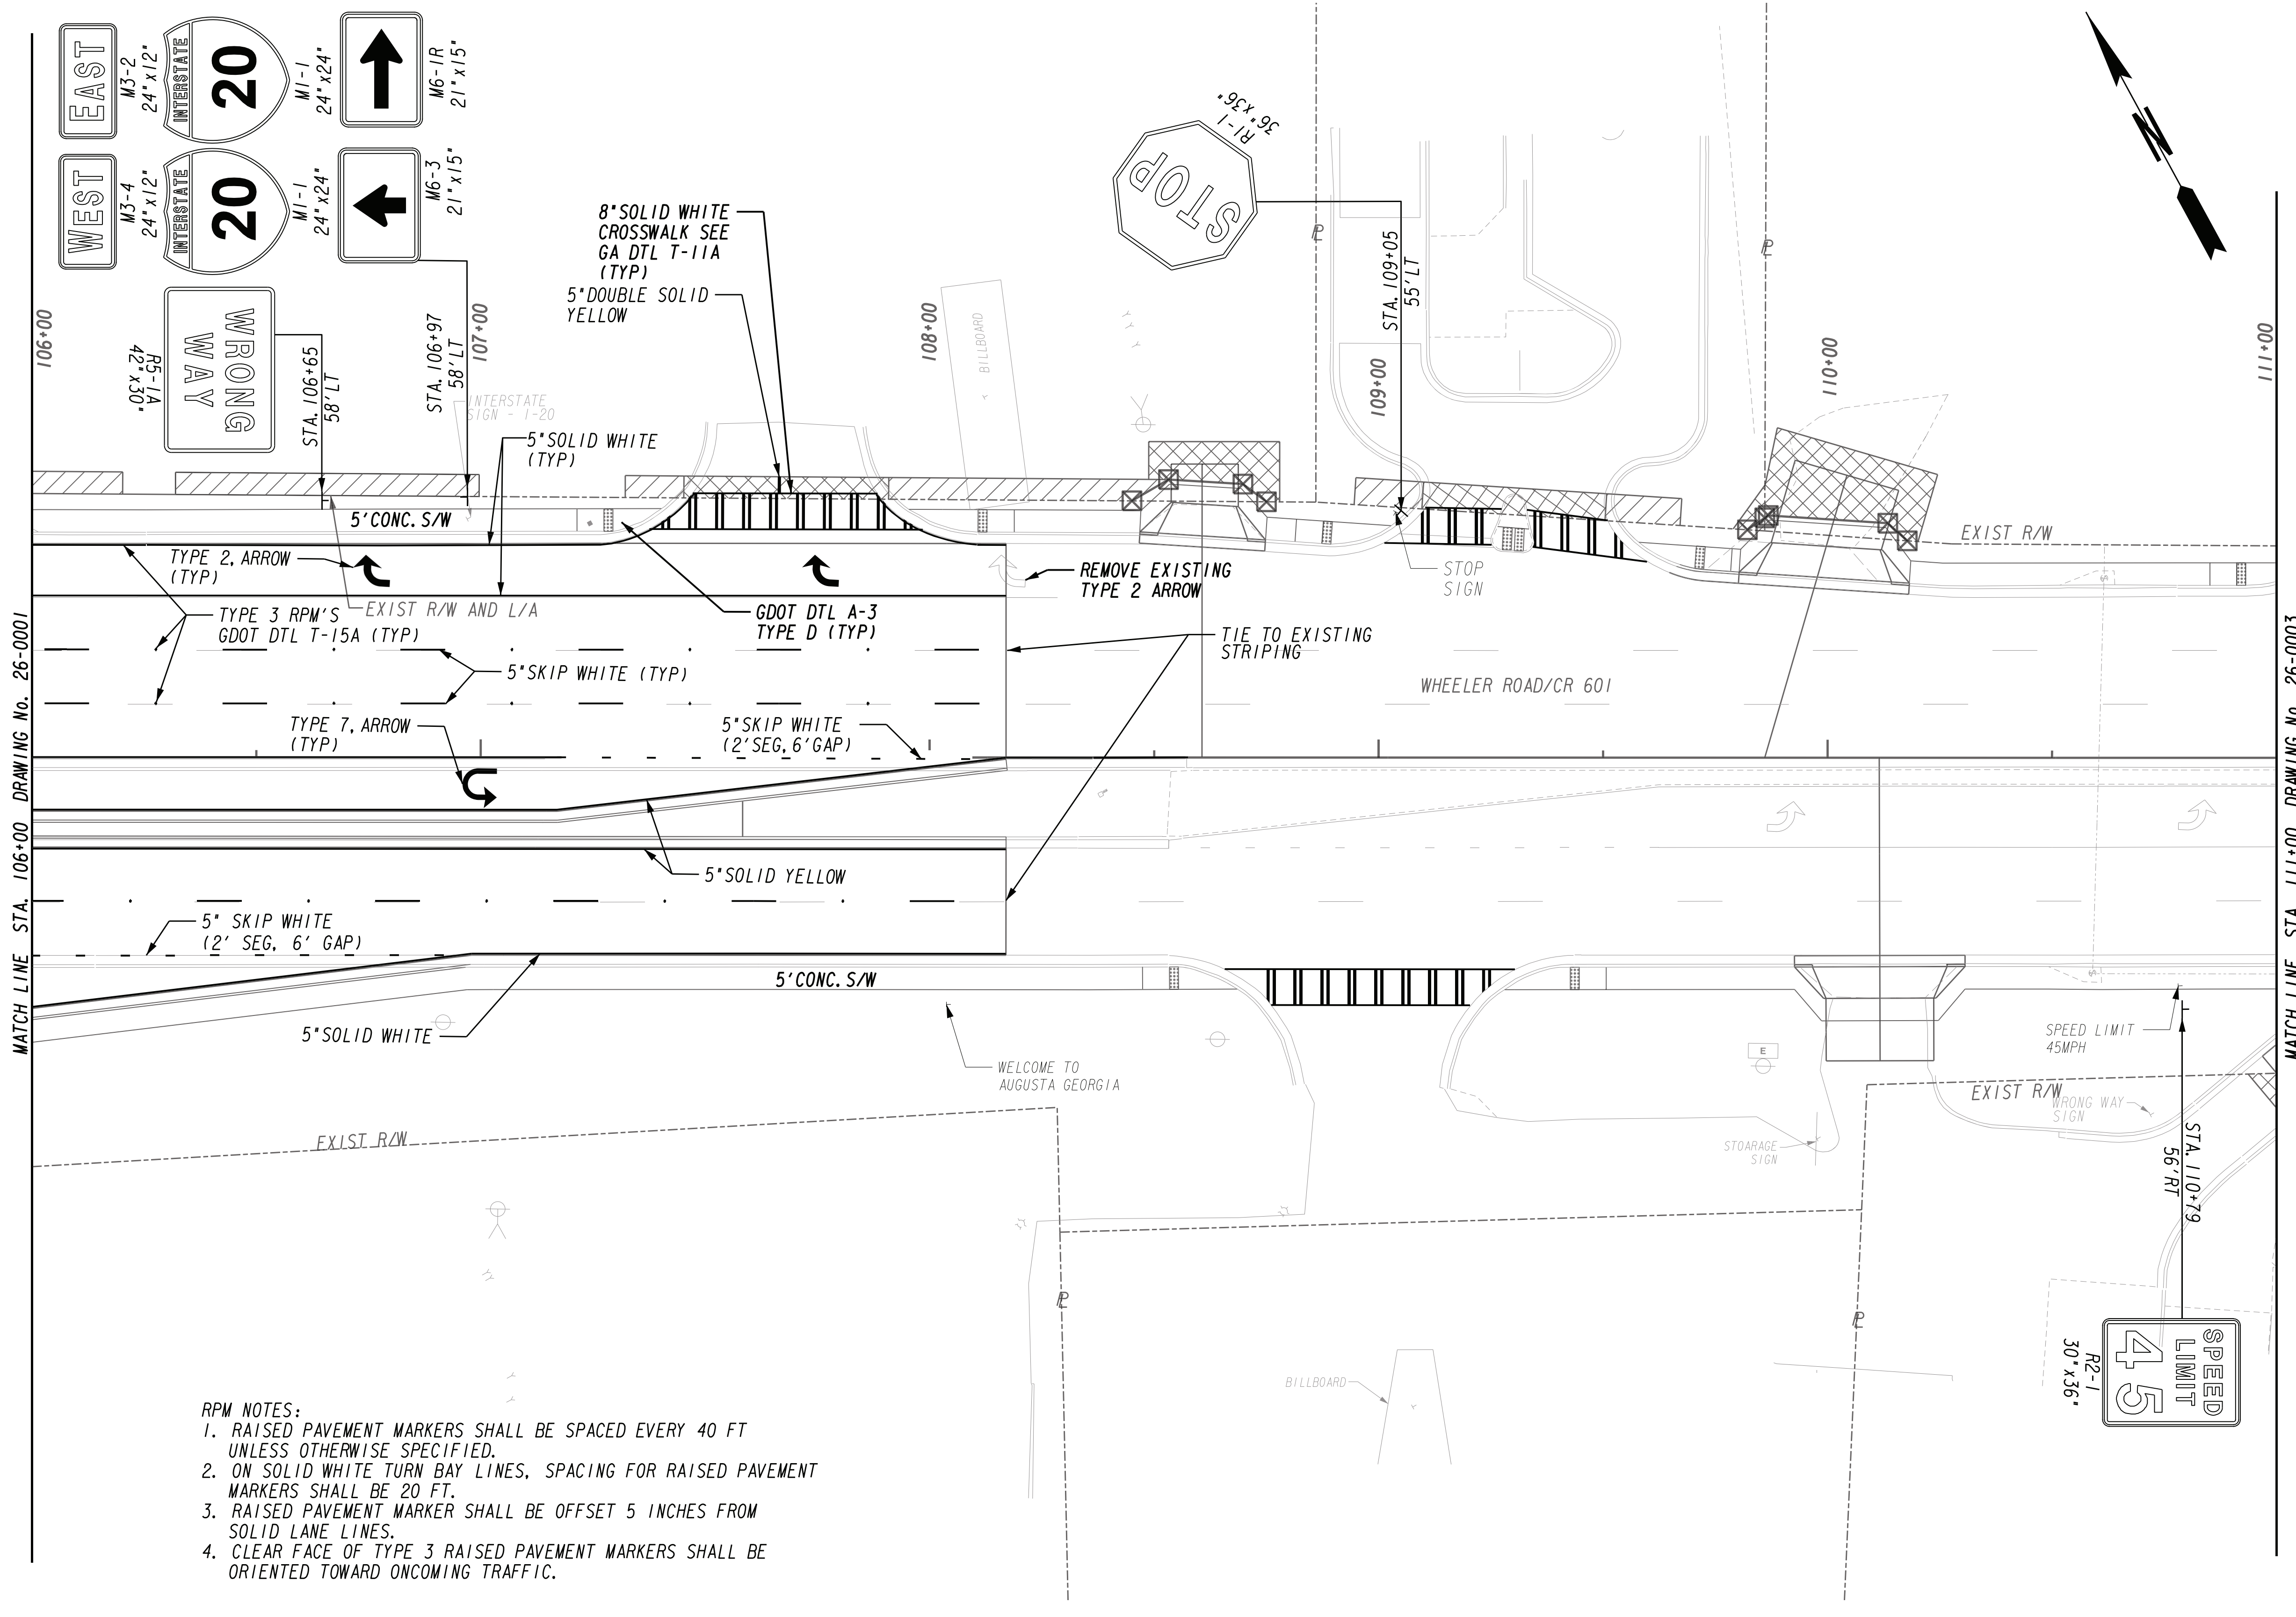 EAST
M3-2
24"x12"
INTERSTATE
20
M1-1
24"x24"
M6-1R
21"x15"
WEST
M3-4
24"x12"
INTERSTATE
20
M1-1
24"x24"
M6-3
21"x15"
WRONG
WAY
R5-1A
42"x30"
STA. 106+65
58' LT
STA. 106+97
58' LT
106+00
107+00
108+00
109+00
110+00
111+00
INTERSTATE
SIGN - I-20
8" SOLID WHITE
CROSSWALK SEE
GA DTL T-11A
(TYP)
5" DOUBLE SOLID
YELLOW
BILLBOARD
STOP
R1-1
36"x36"
STA. 109+05
55' LT
PL
PL
N
5" SOLID WHITE
(TYP)
5' CONC. S/W
TYPE 2, ARROW
(TYP)
EXIST R/W AND L/A
TYPE 3 RPM'S
GDOT DTL T-15A (TYP)
5" SKIP WHITE (TYP)
GDOT DTL A-3
TYPE D (TYP)
REMOVE EXISTING
TYPE 2 ARROW
STOP
SIGN
EXIST R/W
TIE TO EXISTING
STRIPING
WHEELER ROAD/CR 601
TYPE 7, ARROW
(TYP)
5" SKIP WHITE
(2' SEG, 6' GAP)
5" SOLID YELLOW
5" SKIP WHITE
(2' SEG, 6' GAP)
5' CONC. S/W
5" SOLID WHITE
WELCOME TO
AUGUSTA GEORGIA
E
SPEED LIMIT
45MPH
EXIST R/W
WRONG WAY
SIGN
STOARAGE
SIGN
STA. 110+79
56' RT
EXIST R/W
PL
PL
BILLBOARD
SPEED
LIMIT
45
R2-1
30"x36"
MATCH LINE STA. 106+00 DRAWING No. 26-0001
MATCH LINE STA. 111+00 DRAWING No. 26-0003
RPM NOTES:
1. RAISED PAVEMENT MARKERS SHALL BE SPACED EVERY 40 FT
UNLESS OTHERWISE SPECIFIED.
2. ON SOLID WHITE TURN BAY LINES, SPACING FOR RAISED PAVEMENT
MARKERS SHALL BE 20 FT.
3. RAISED PAVEMENT MARKER SHALL BE OFFSET 5 INCHES FROM
SOLID LANE LINES.
4. CLEAR FACE OF TYPE 3 RAISED PAVEMENT MARKERS SHALL BE
ORIENTED TOWARD ONCOMING TRAFFIC.